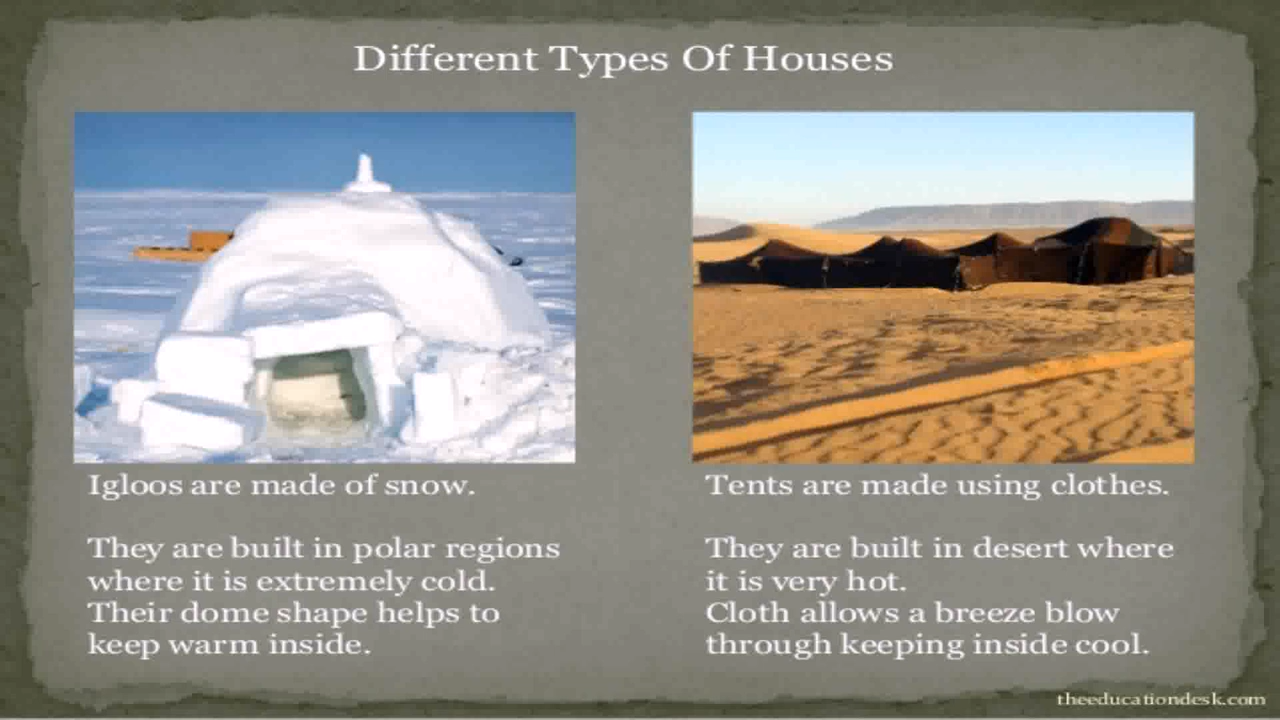 Different Types Of Houses
Igloos are made of snow.
They are built in polar regions
where it is extremely cold.
Their dome shape helps to
keep warm inside.
Tents are made using clothes.
They are built in desert where
it is very hot.
Cloth allows a breeze blow
through keeping inside cool.
theeducationdesk.com